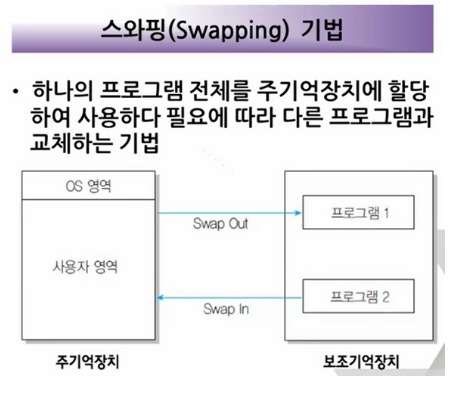 스와핑(Swapping) 기법
• 하나의 프로그램 전체를 주기억장치에 할당
하여 사용하다 필요에 따라 다른 프로그램과
교체하는 기법
OS 영역
사용자 영역
Swap Out
Swap In
프로그램 1
프로그램 2
주기억장치
보조기억장치